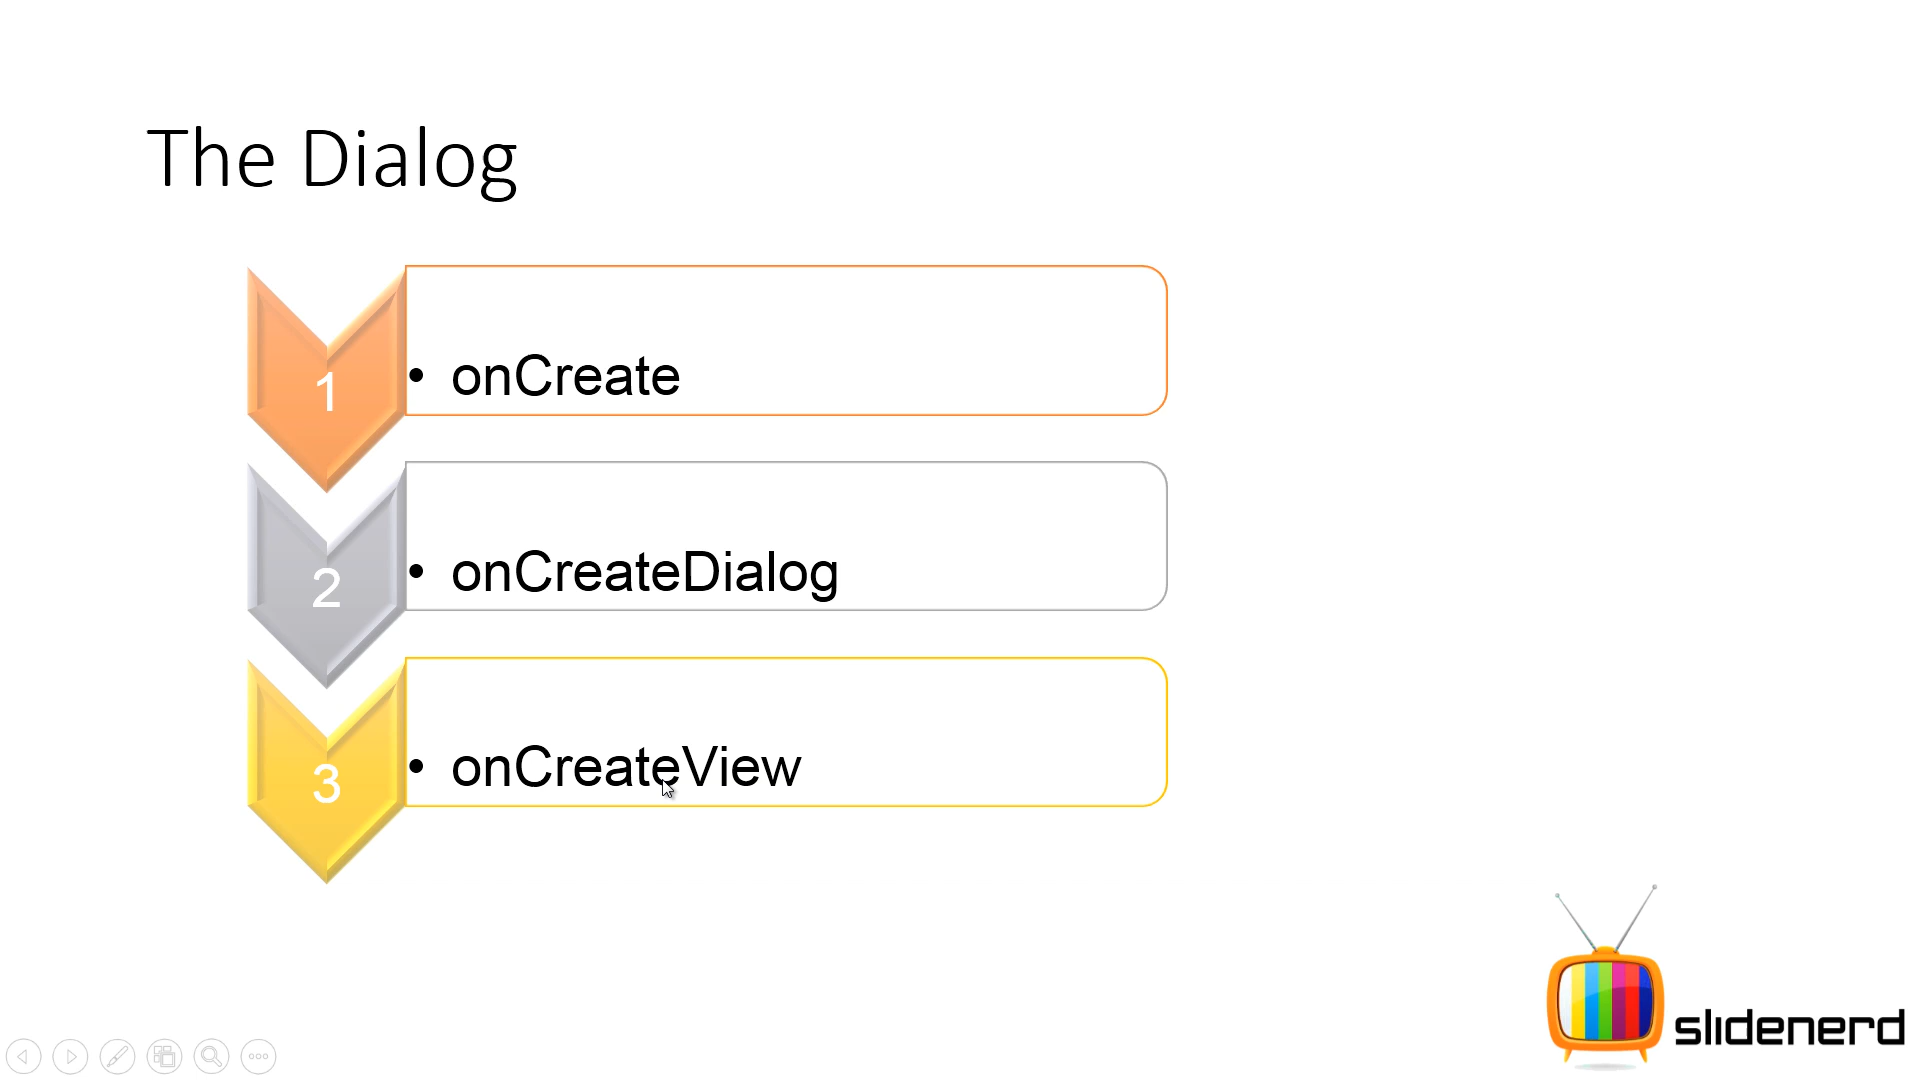 The Dialog
1
• onCreate
2
• onCreateDialog
3
• onCreateView
slidenerd